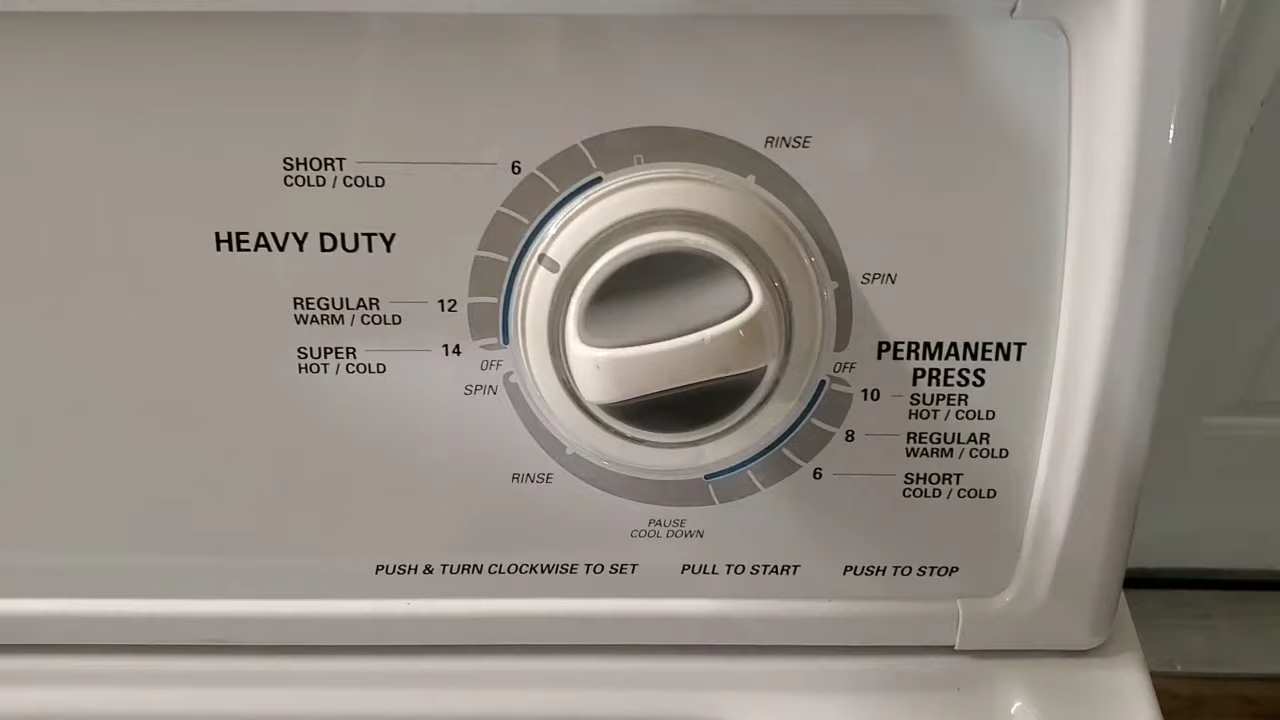 RINSE
SHORT 6
COLD / COLD
HEAVY DUTY
SPIN
REGULAR 12
WARM / COLD
SUPER 14
HOT / COLD
OFF
SPIN
OFF
PERMANENT
PRESS
10 SUPER
HOT / COLD
8 REGULAR
WARM / COLD
6 SHORT
COLD / COLD
RINSE
PAUSE
COOL DOWN
PUSH & TURN CLOCKWISE TO SET PULL TO START PUSH TO STOP